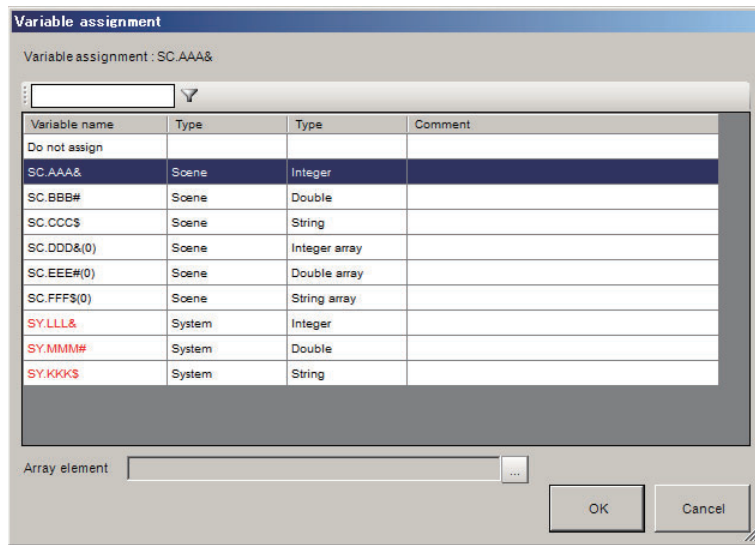 Variable assignment
Variable assignment : SC.AAA&
Variable name Type Type Comment
Do not assign
SC.AAA& Scene Integer
SC.BBB# Scene Double
SC.CCC$ Scene String
SC.DDD&(0) Scene Integer array
SC.EEE#(0) Scene Double array
SC.FFF$(0) Scene String array
SY.LLL& System Integer
SY.MMM# System Double
SY.KKK$ System String
Array element ...
OK Cancel